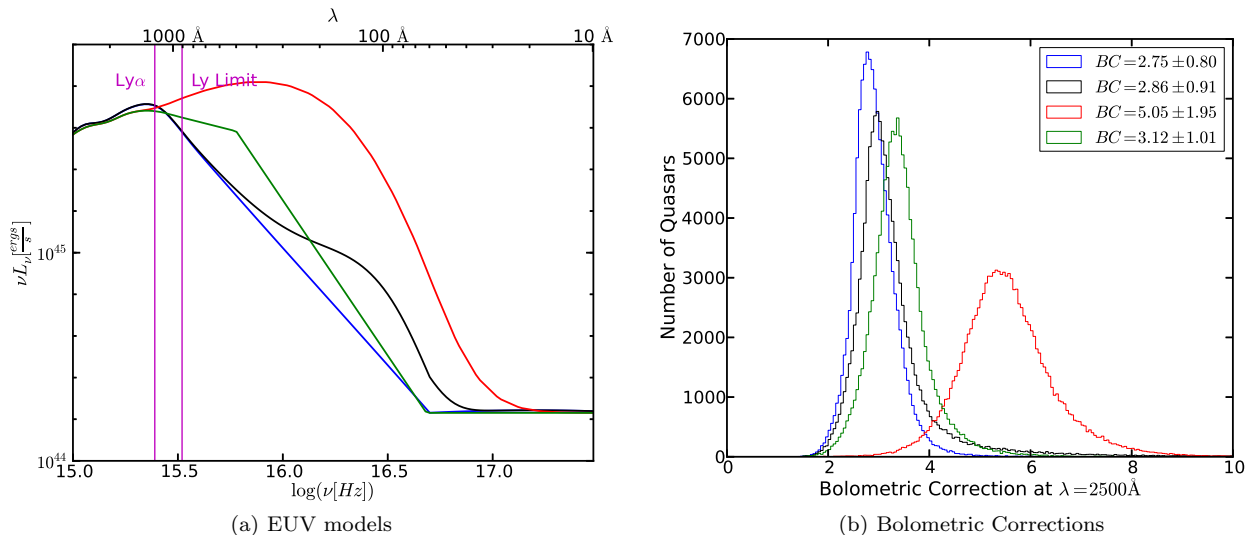 λ
1000 Å 100 Å 10 Å
Lyα Ly Limit
νLν[ergs/s]
10^45
10^44
15.0 15.5 16.0 16.5 17.0
log(ν[Hz])
(a) EUV models
7000
6000
5000
4000
3000
2000
1000
0
Number of Quasars
BC=2.75±0.80
BC=2.86±0.91
BC=5.05±1.95
BC=3.12±1.01
0 2 4 6 8 10
Bolometric Correction at λ=2500Å
(b) Bolometric Corrections